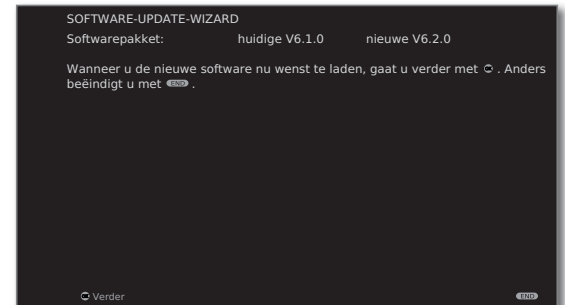 SOFTWARE-UPDATE-WIZARD
Softwarepakket: huidige V6.1.0 nieuwe V6.2.0
Wanneer u de nieuwe software nu wenst te laden, gaat u verder met . Anders
beëindigt u met END .
Verder END